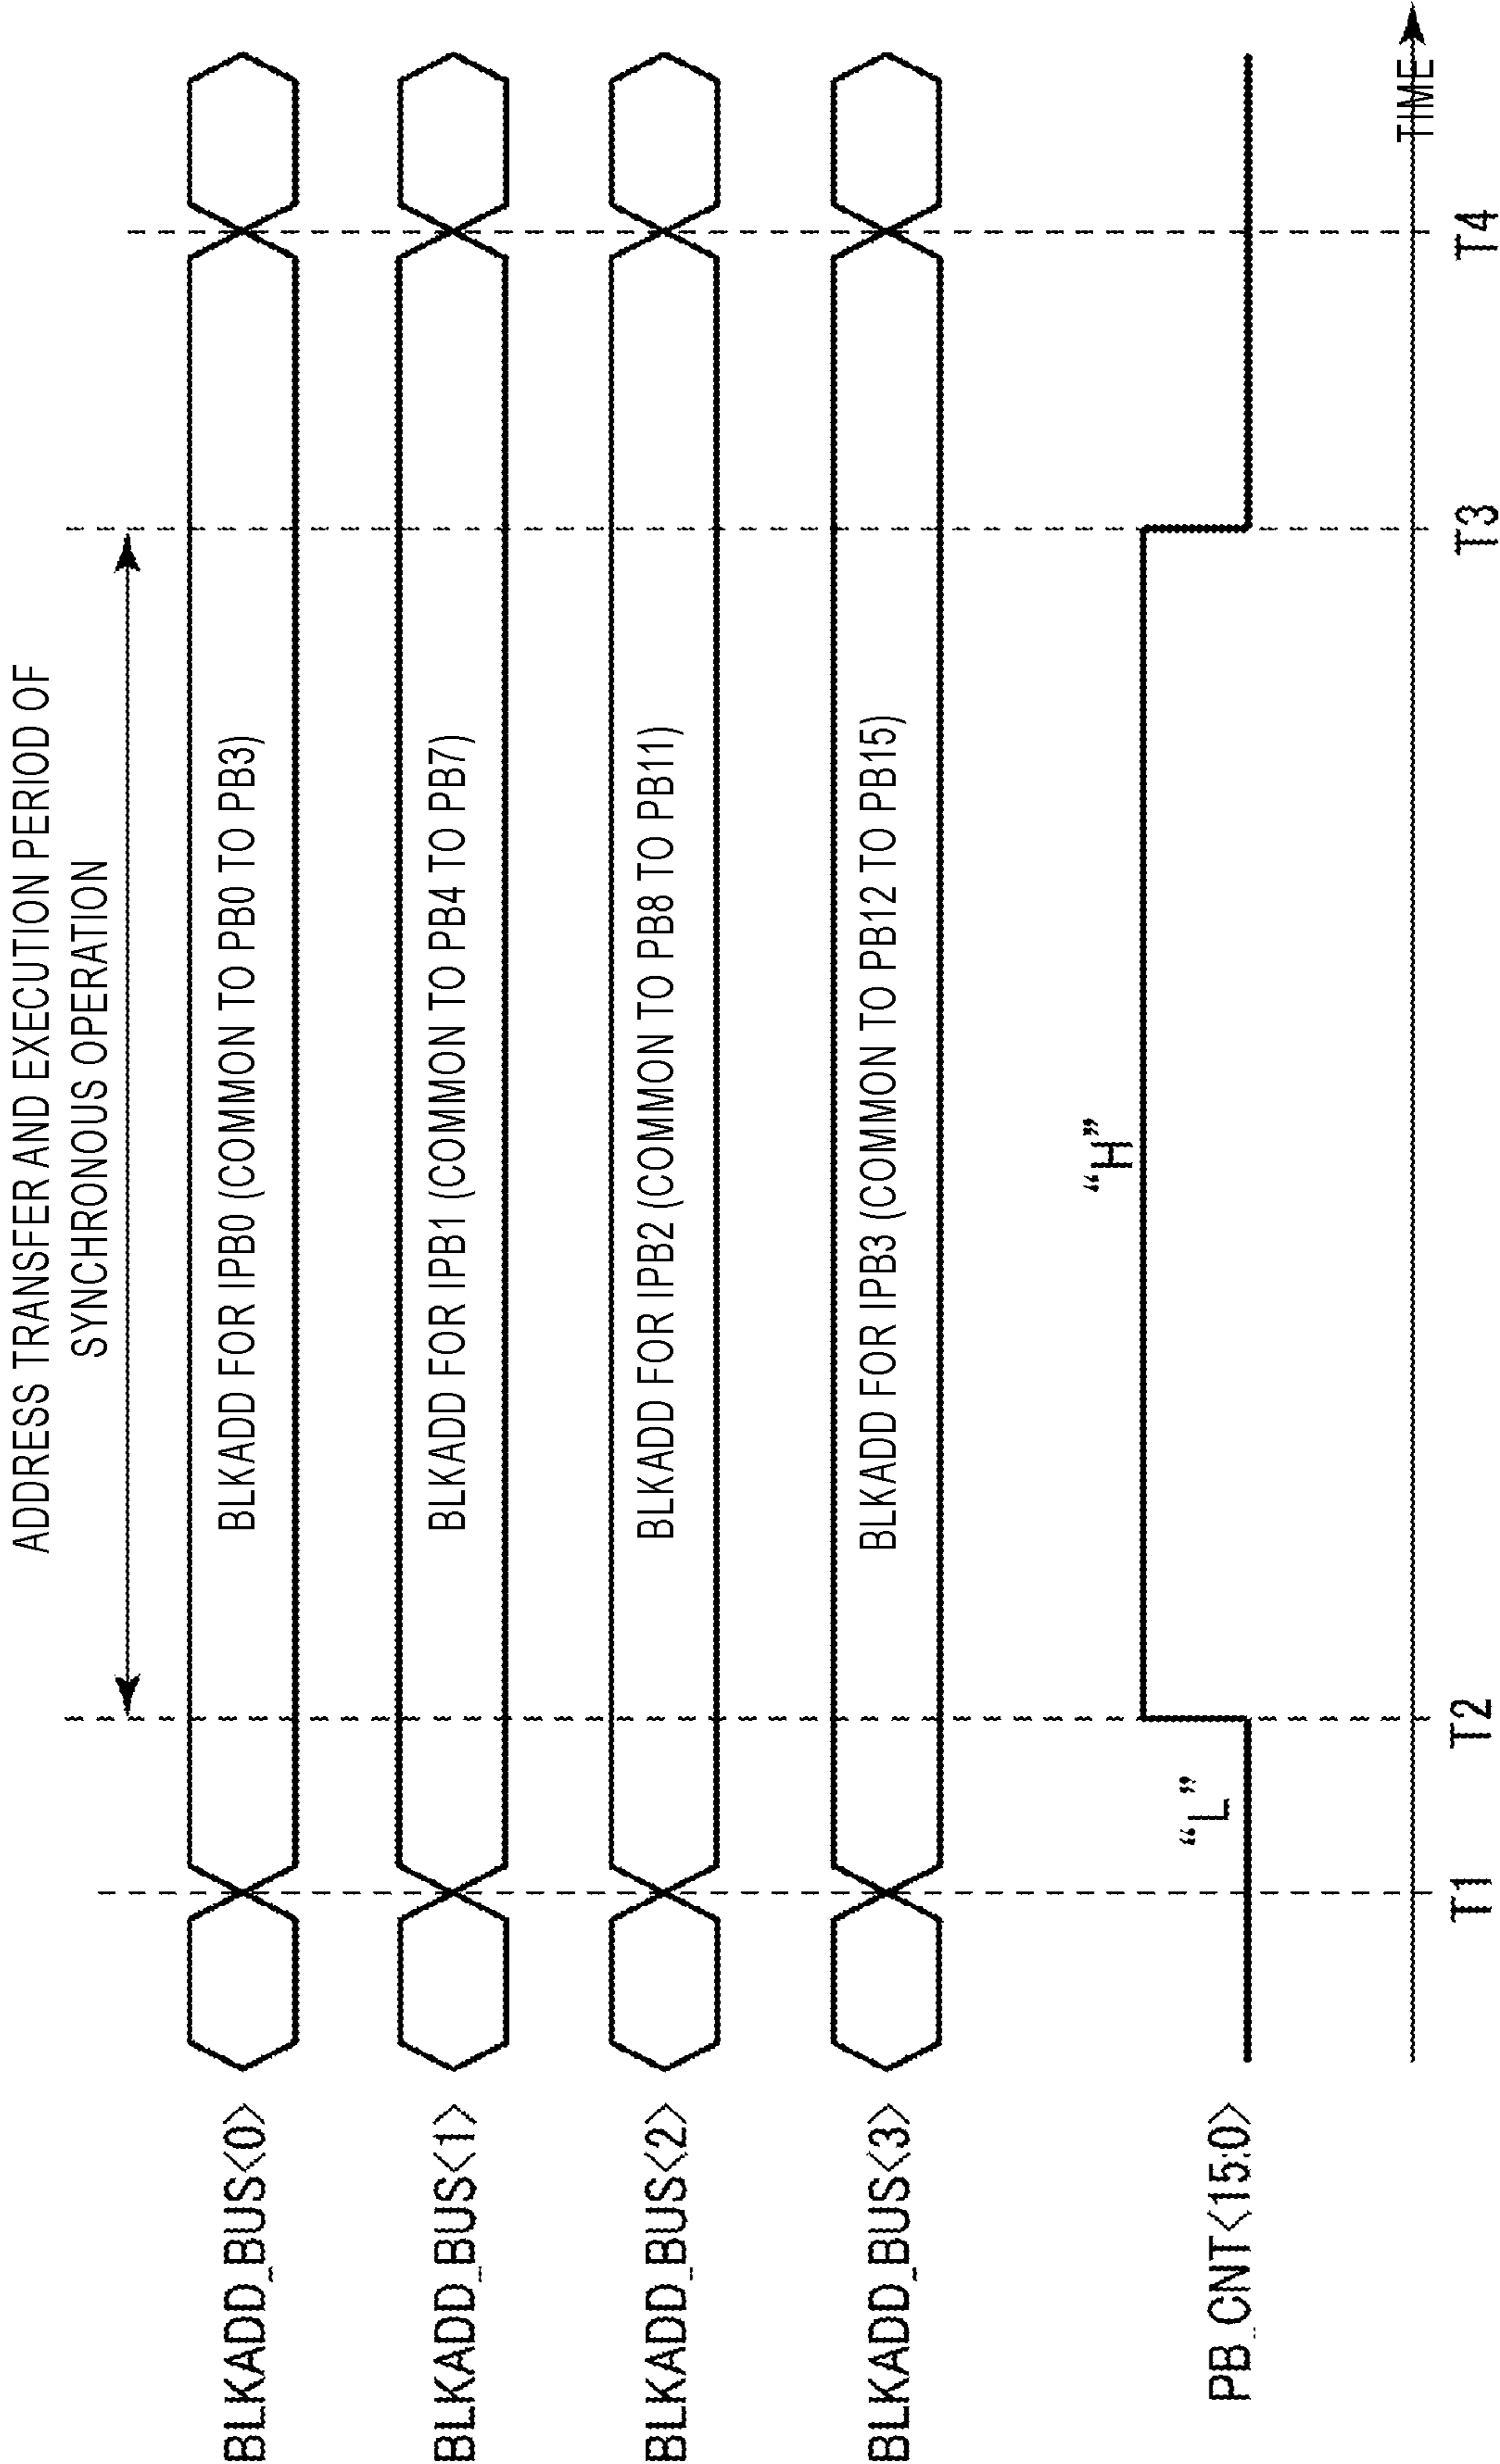 ADDRESS TRANSFER AND EXECUTION PERIOD OF
SYNCHRONOUS OPERATION
BLKADD_BUS<0>
BLKADD FOR IPB0 (COMMON TO PB0 TO PB3)
BLKADD_BUS<1>
BLKADD FOR IPB1 (COMMON TO PB4 TO PB7)
BLKADD_BUS<2>
BLKADD FOR IPB2 (COMMON TO PB8 TO PB11)
BLKADD_BUS<3>
BLKADD FOR IPB3 (COMMON TO PB12 TO PB15)
PB_CNT<15:0>
“L”
“H”
TIME
T1
T2
T3
T4